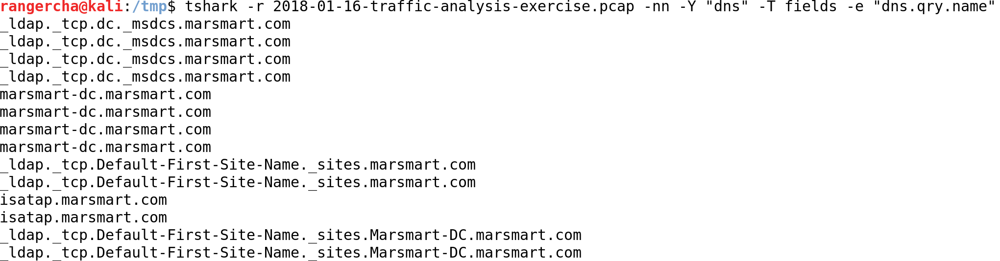 rangercha@kali:/tmp$ tshark -r 2018-01-16-traffic-analysis-exercise.pcap -nn -Y "dns" -T fields -e "dns.qry.name"
_ldap._tcp.dc._msdcs.marsmart.com
_ldap._tcp.dc._msdcs.marsmart.com
_ldap._tcp.dc._msdcs.marsmart.com
_ldap._tcp.dc._msdcs.marsmart.com
marsmart-dc.marsmart.com
marsmart-dc.marsmart.com
marsmart-dc.marsmart.com
marsmart-dc.marsmart.com
_ldap._tcp.Default-First-Site-Name._sites.marsmart.com
_ldap._tcp.Default-First-Site-Name._sites.marsmart.com
isatap.marsmart.com
isatap.marsmart.com
_ldap._tcp.Default-First-Site-Name._sites.Marsmart-DC.marsmart.com
_ldap._tcp.Default-First-Site-Name._sites.Marsmart-DC.marsmart.com